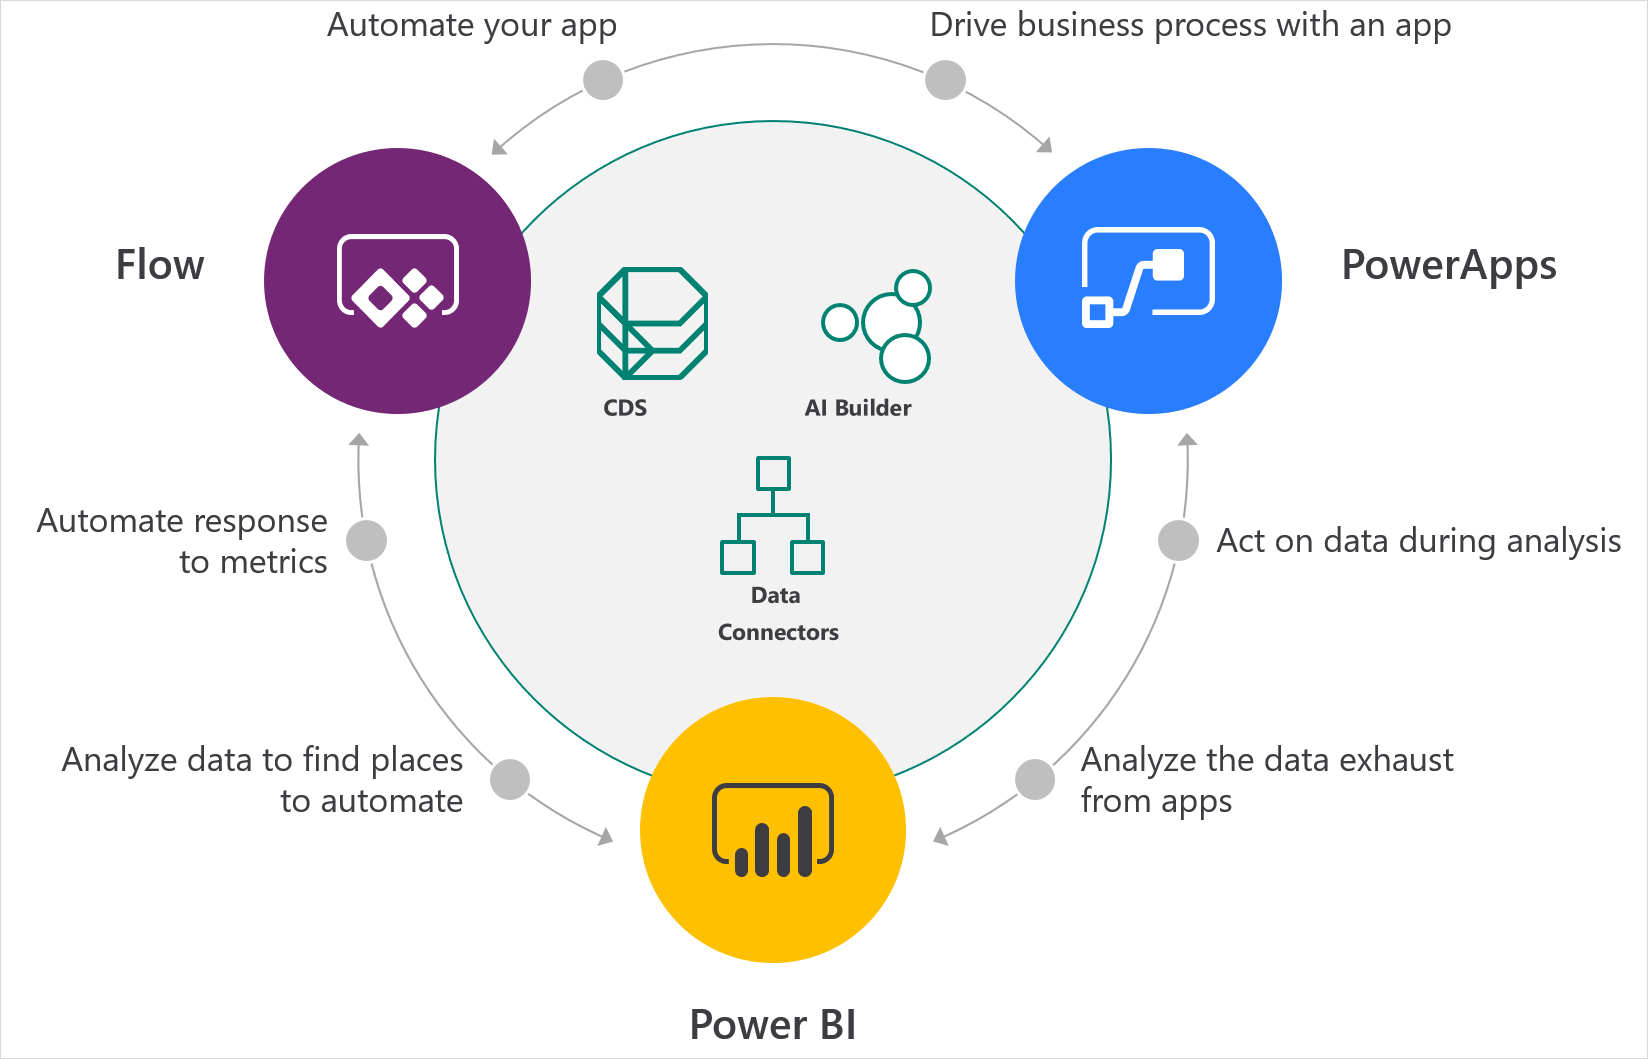 Automate your app
Drive business process with an app
Flow
PowerApps
CDS
AI Builder
Data
Connectors
Automate response
to metrics
Act on data during analysis
Analyze data to find places
to automate
Analyze the data exhaust
from apps
Power BI